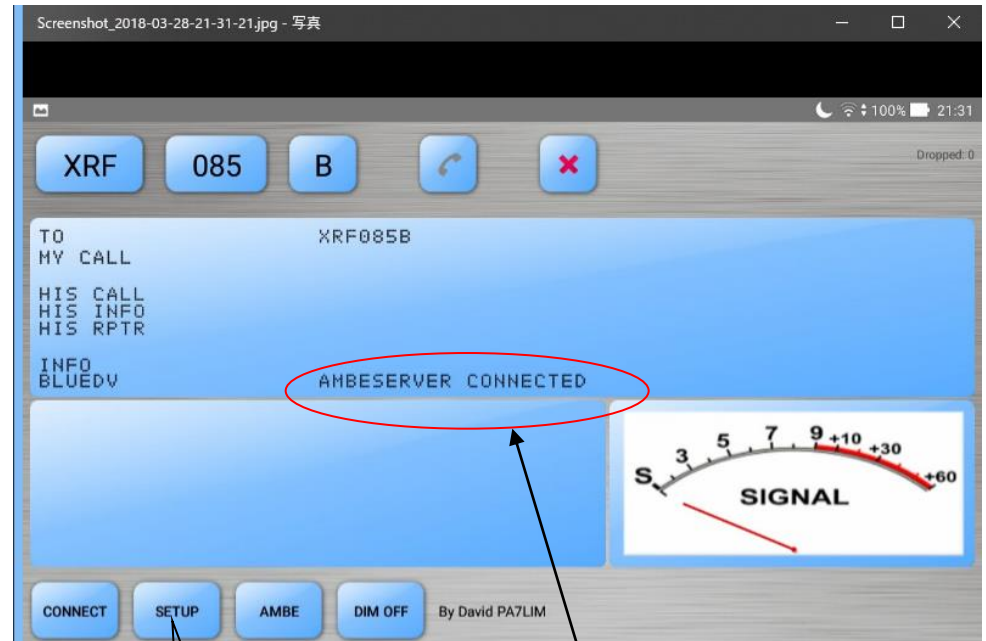 Screenshot_2018-03-28-21-31-21.jpg - 写真
100% 21:31
XRF 085 B
Dropped: 0
TO XRF085B
MY CALL
HIS CALL
HIS INFO
HIS RPTR
INFO
BLUEDV AMBESERVER CONNECTED
S 3 5 7 9 +10 +30 +60
SIGNAL
CONNECT SETUP AMBE DIM OFF By David PA7LIM